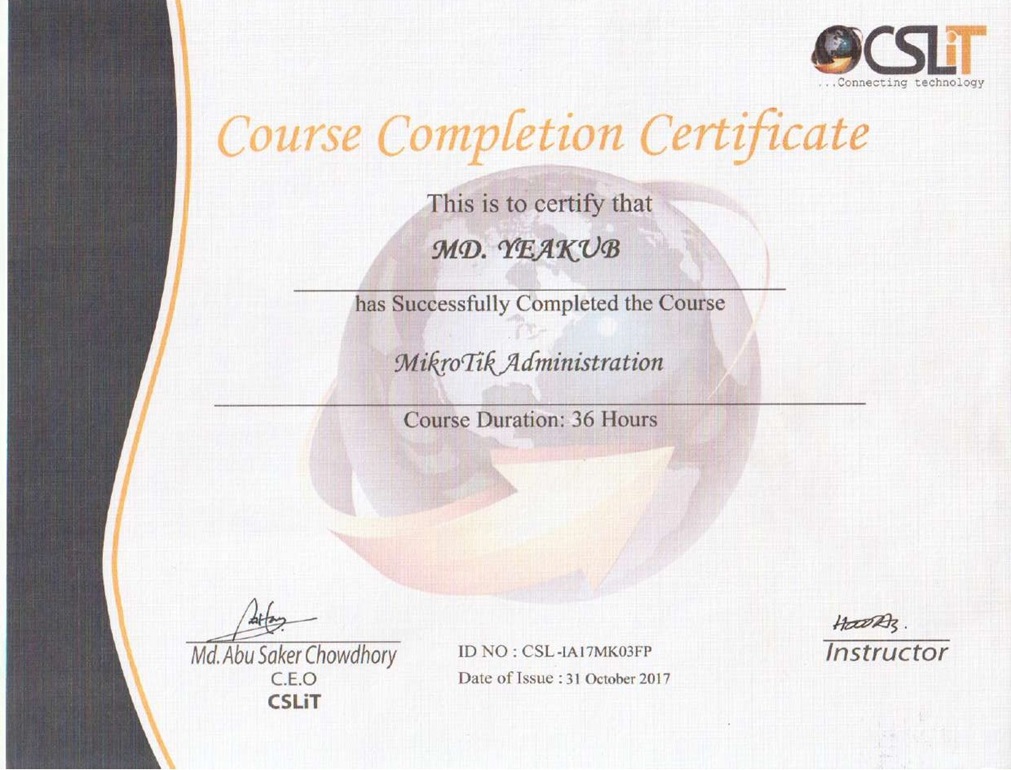 CSLiT
...Connecting technology
Course Completion Certificate
This is to certify that
MD. YEAKUB
has Successfully Completed the Course
MikroTik Administration
Course Duration: 36 Hours
Md. Abu Saker Chowdhory
C.E.O
CSLiT
ID NO : CSL-IA17MK03FP
Date of Issue : 31 October 2017
Instructor